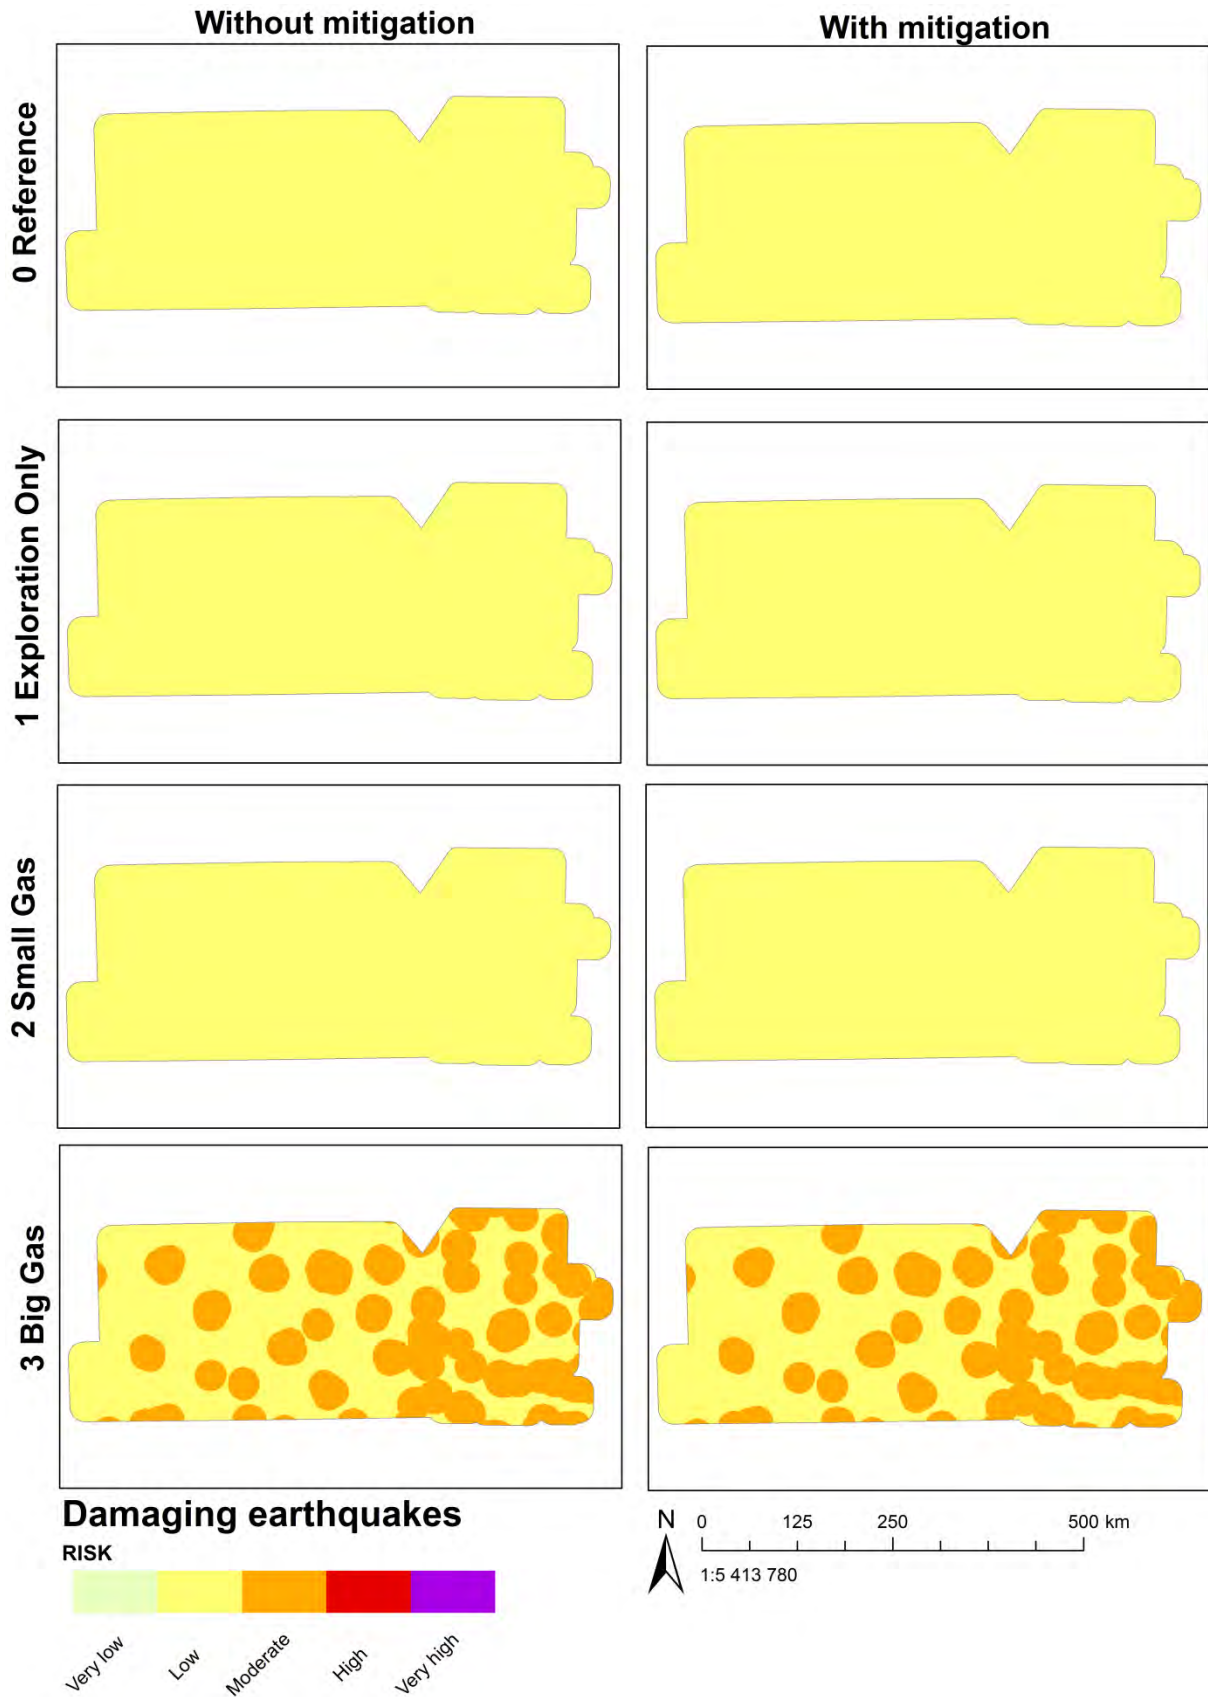 Without mitigation
With mitigation
0 Reference
1 Exploration Only
2 Small Gas
3 Big Gas
Damaging earthquakes
RISK
Very low
Low
Moderate
High
Very high
N
0 125 250 500 km
1:5 413 780